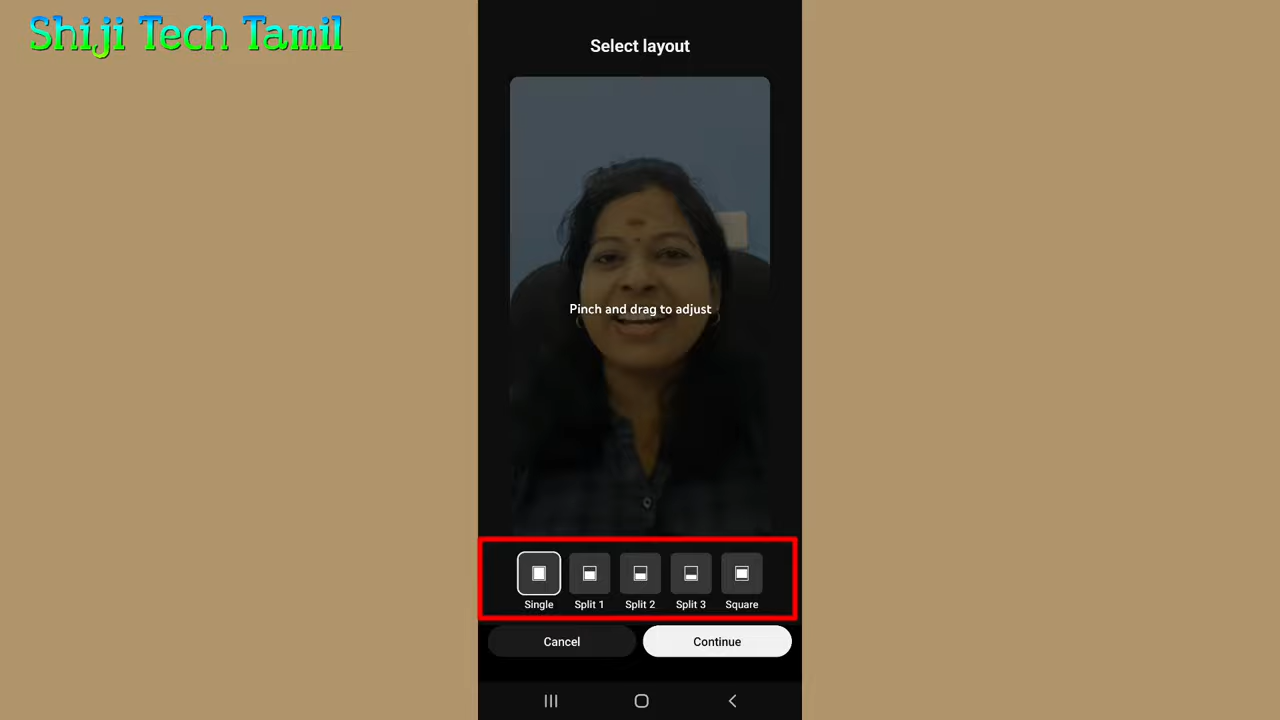 Shiji Tech Tamil
Select layout
Pinch and drag to adjust
Single Split 1 Split 2 Split 3 Square
Cancel Continue